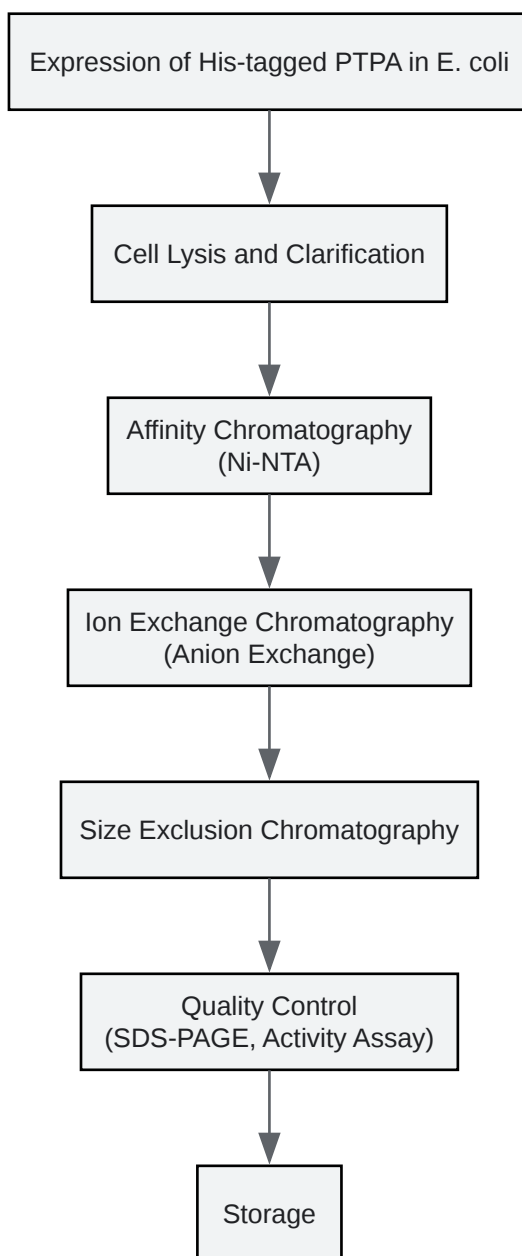 Expression of His-tagged PTPA in E. coli
Cell Lysis and Clarification
Affinity Chromatography
(Ni-NTA)
Ion Exchange Chromatography
(Anion Exchange)
Size Exclusion Chromatography
Quality Control
(SDS-PAGE, Activity Assay)
Storage